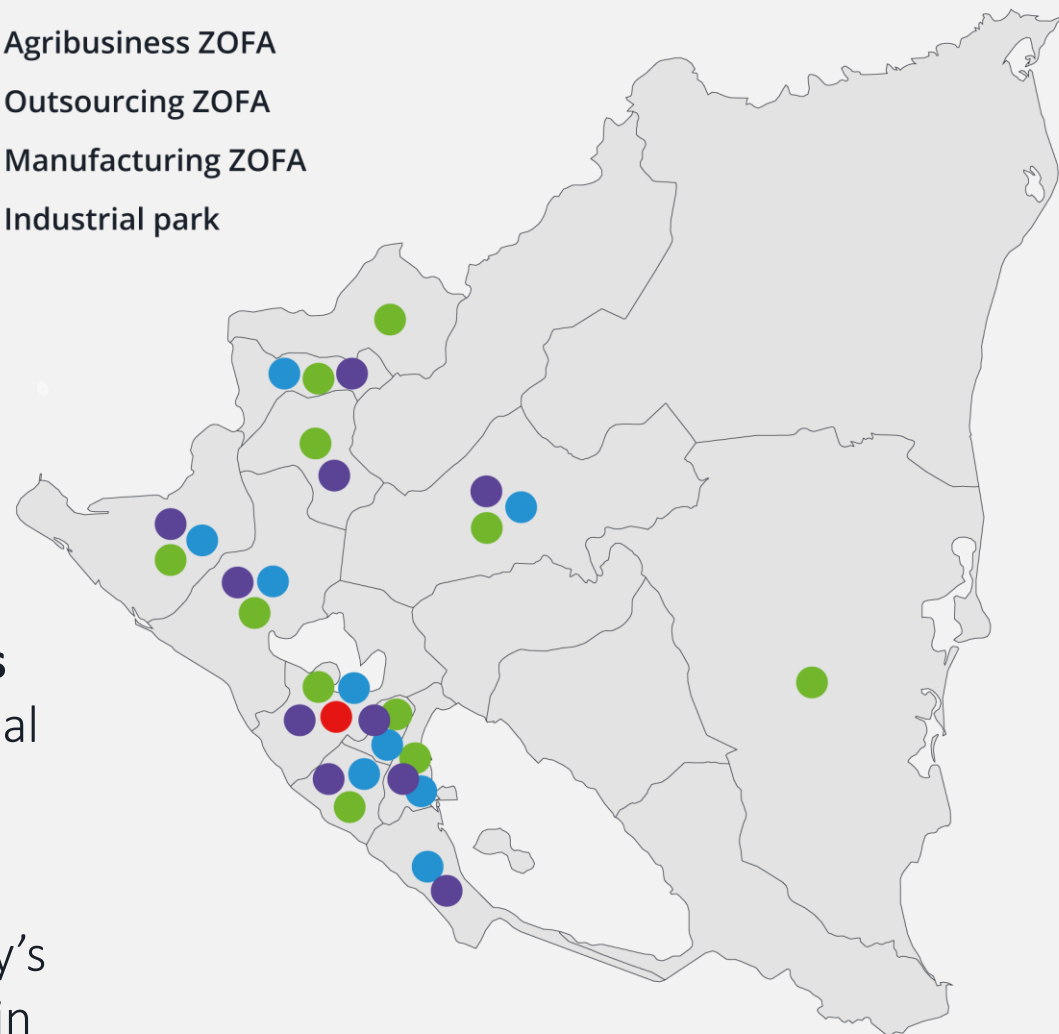 Agribusiness ZOFA
Outsourcing ZOFA
Manufacturing ZOFA
Industrial park
s
al
y's
in